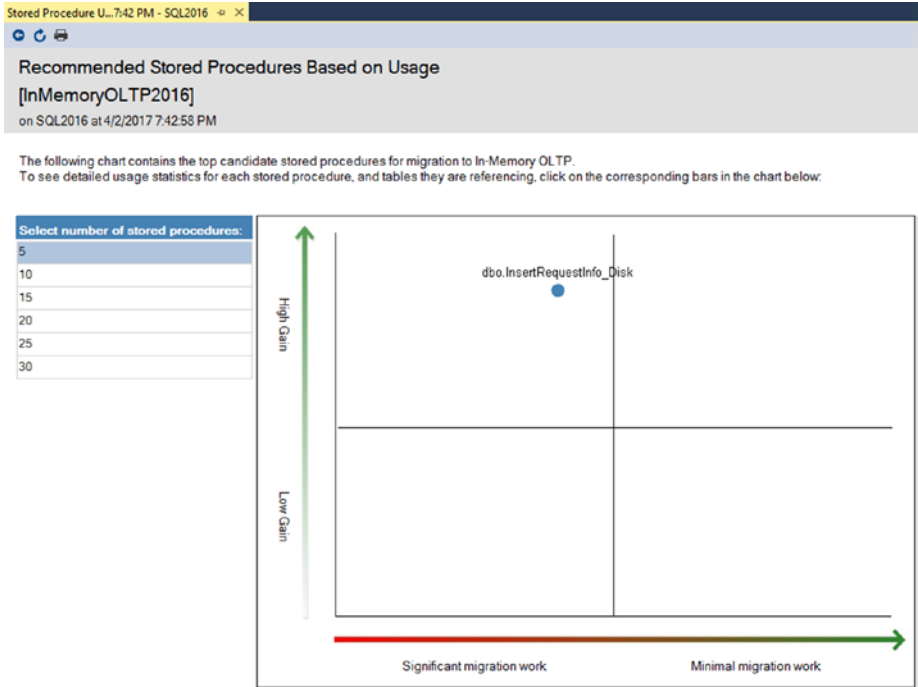 Stored Procedure U...7:42 PM - SQL2016
Recommended Stored Procedures Based on Usage
[InMemoryOLTP2016]
on SQL2016 at 4/2/2017 7:42:58 PM
The following chart contains the top candidate stored procedures for migration to In-Memory OLTP.
To see detailed usage statistics for each stored procedure, and tables they are referencing, click on the corresponding bars in the chart below:
Select number of stored procedures:
5
10
15
20
25
30
dbo.InsertRequestInfo_Disk
High Gain
Low Gain
Significant migration work
Minimal migration work